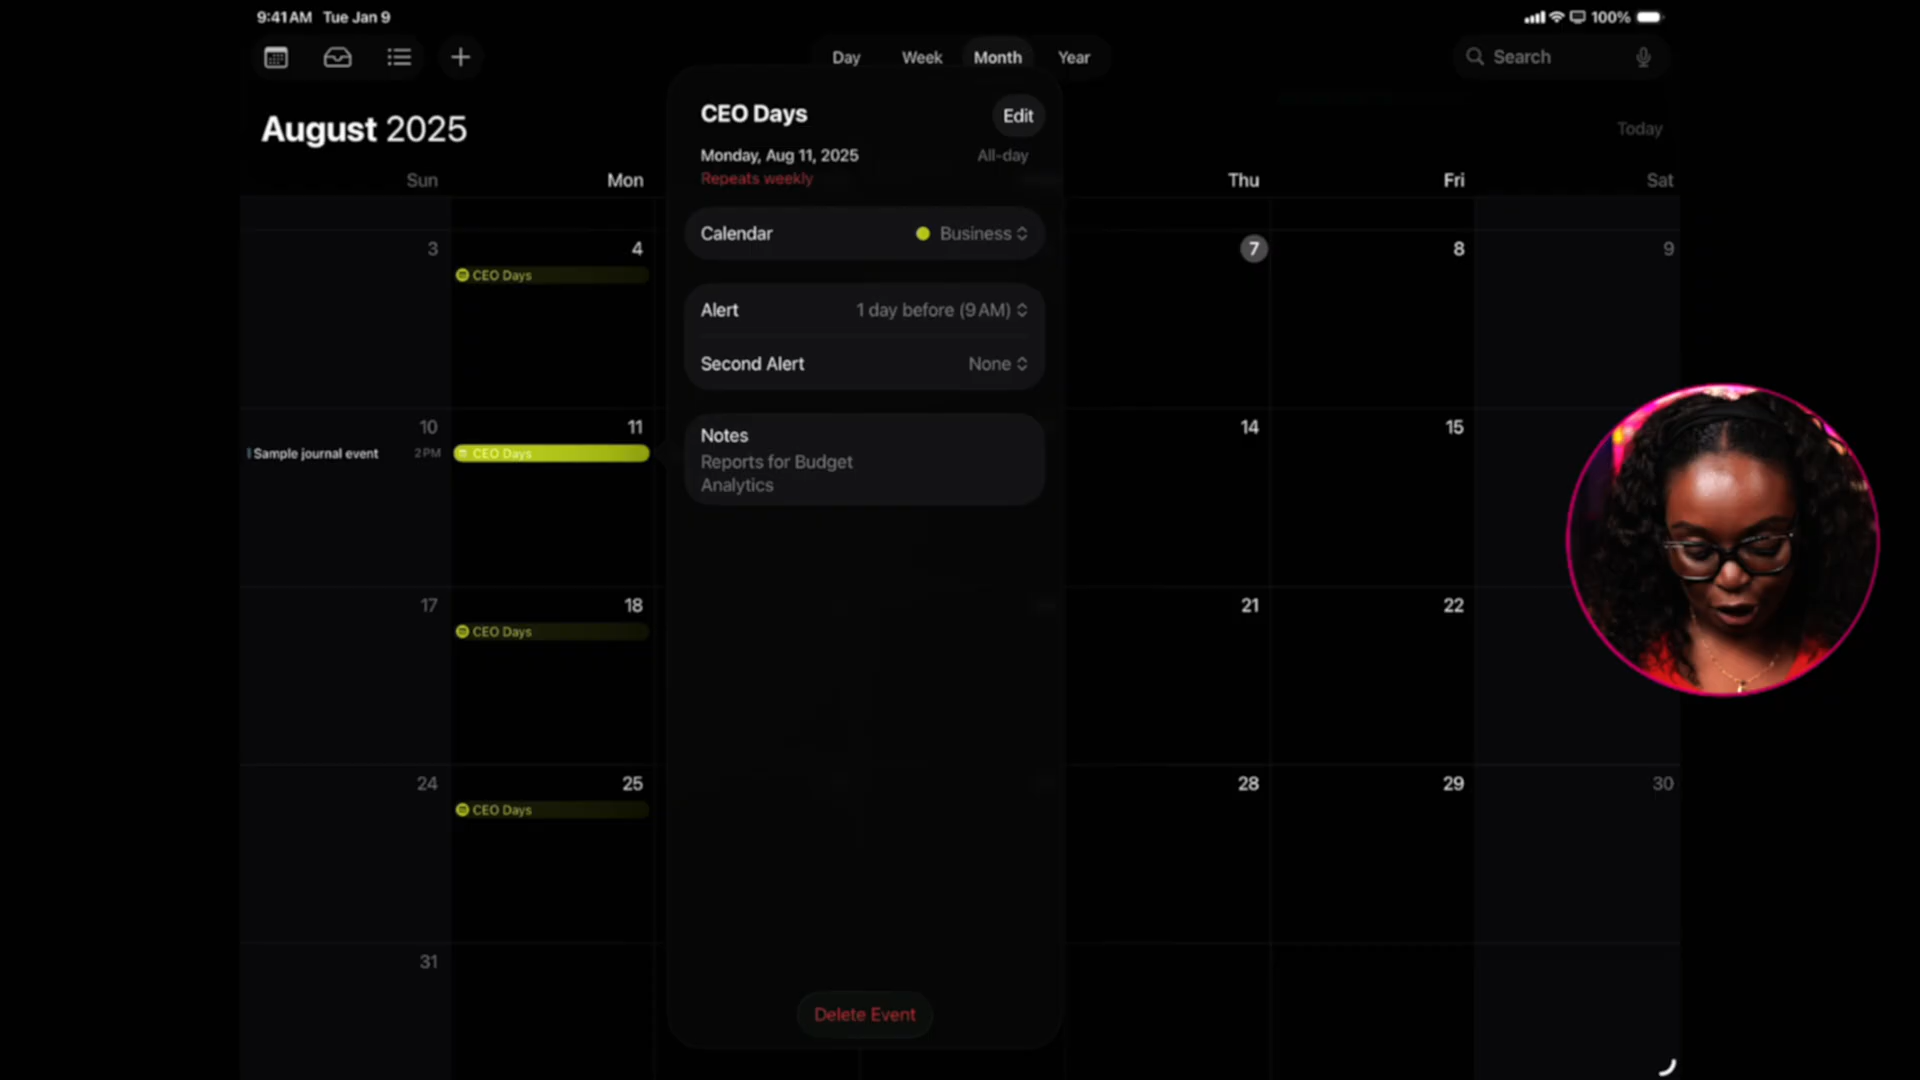 9:41 AM Tue Jan 9
100%
Day Week Month Year
Search
August 2025
Today
Sun Mon Thu Fri Sat
CEO Days
Edit
Monday, Aug 11, 2025
All-day
Repeats weekly
Calendar
Business
Alert
1 day before (9 AM)
Second Alert
None
Notes
Reports for Budget
Analytics
Delete Event
3 4 7 8 9
CEO Days
10 11 14 15
Sample journal event 2 PM
CEO Days
17 18 21 22
CEO Days
24 25 28 29 30
CEO Days
31